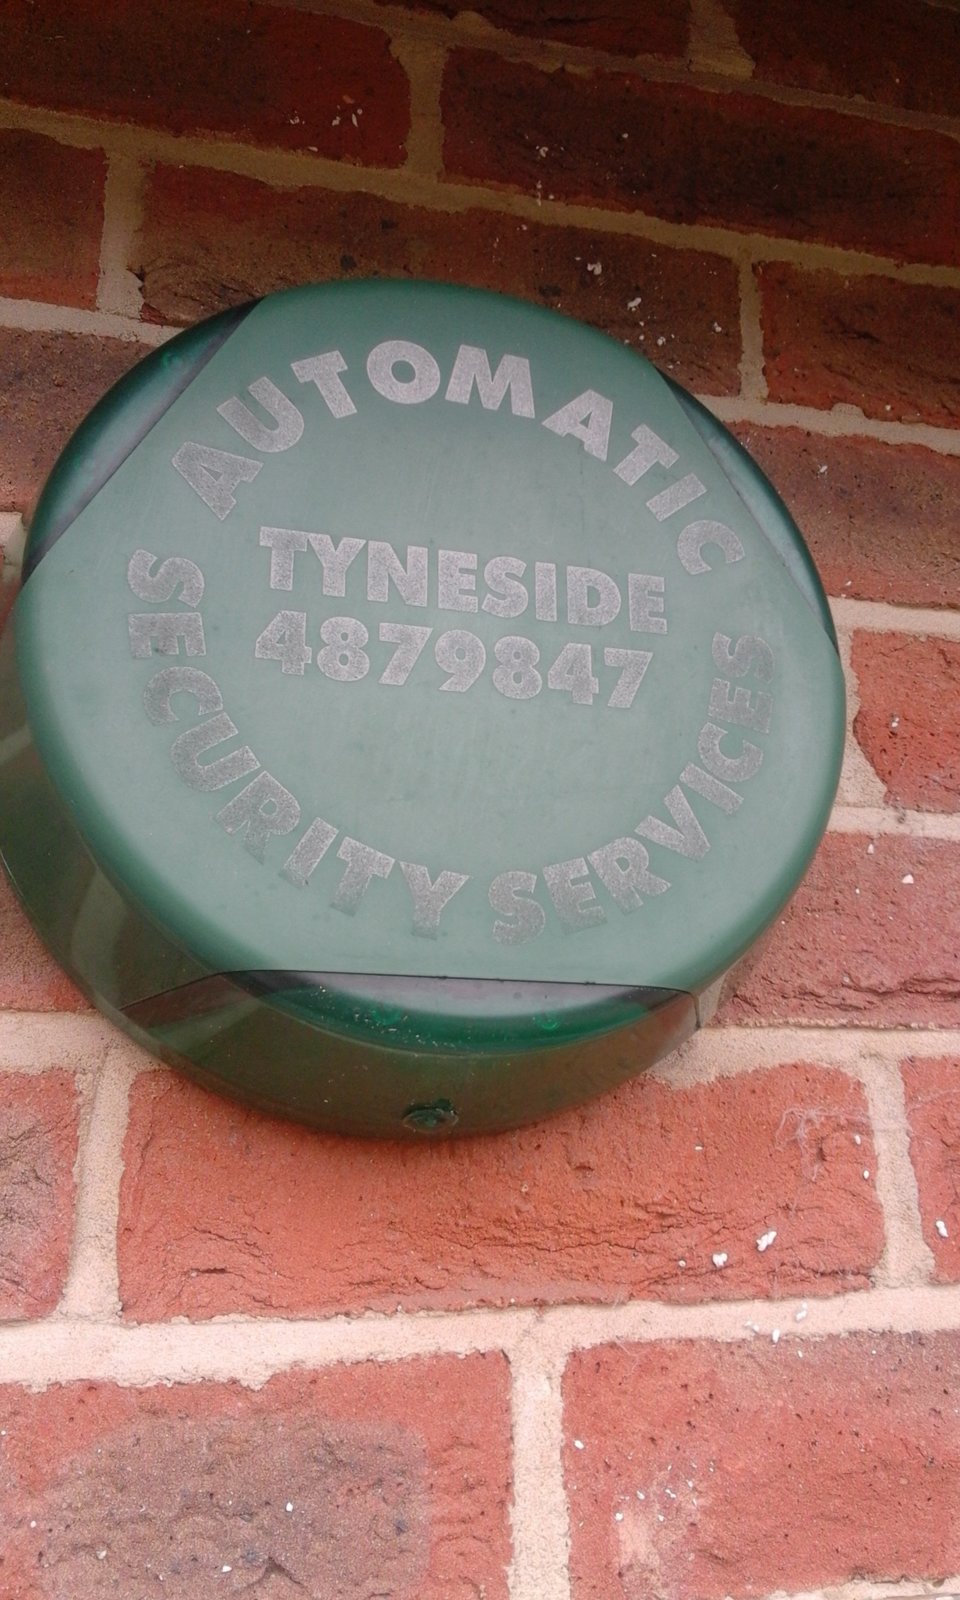 AUTOMATIC
TYNESIDE
4879847
SECURITY SERVICES